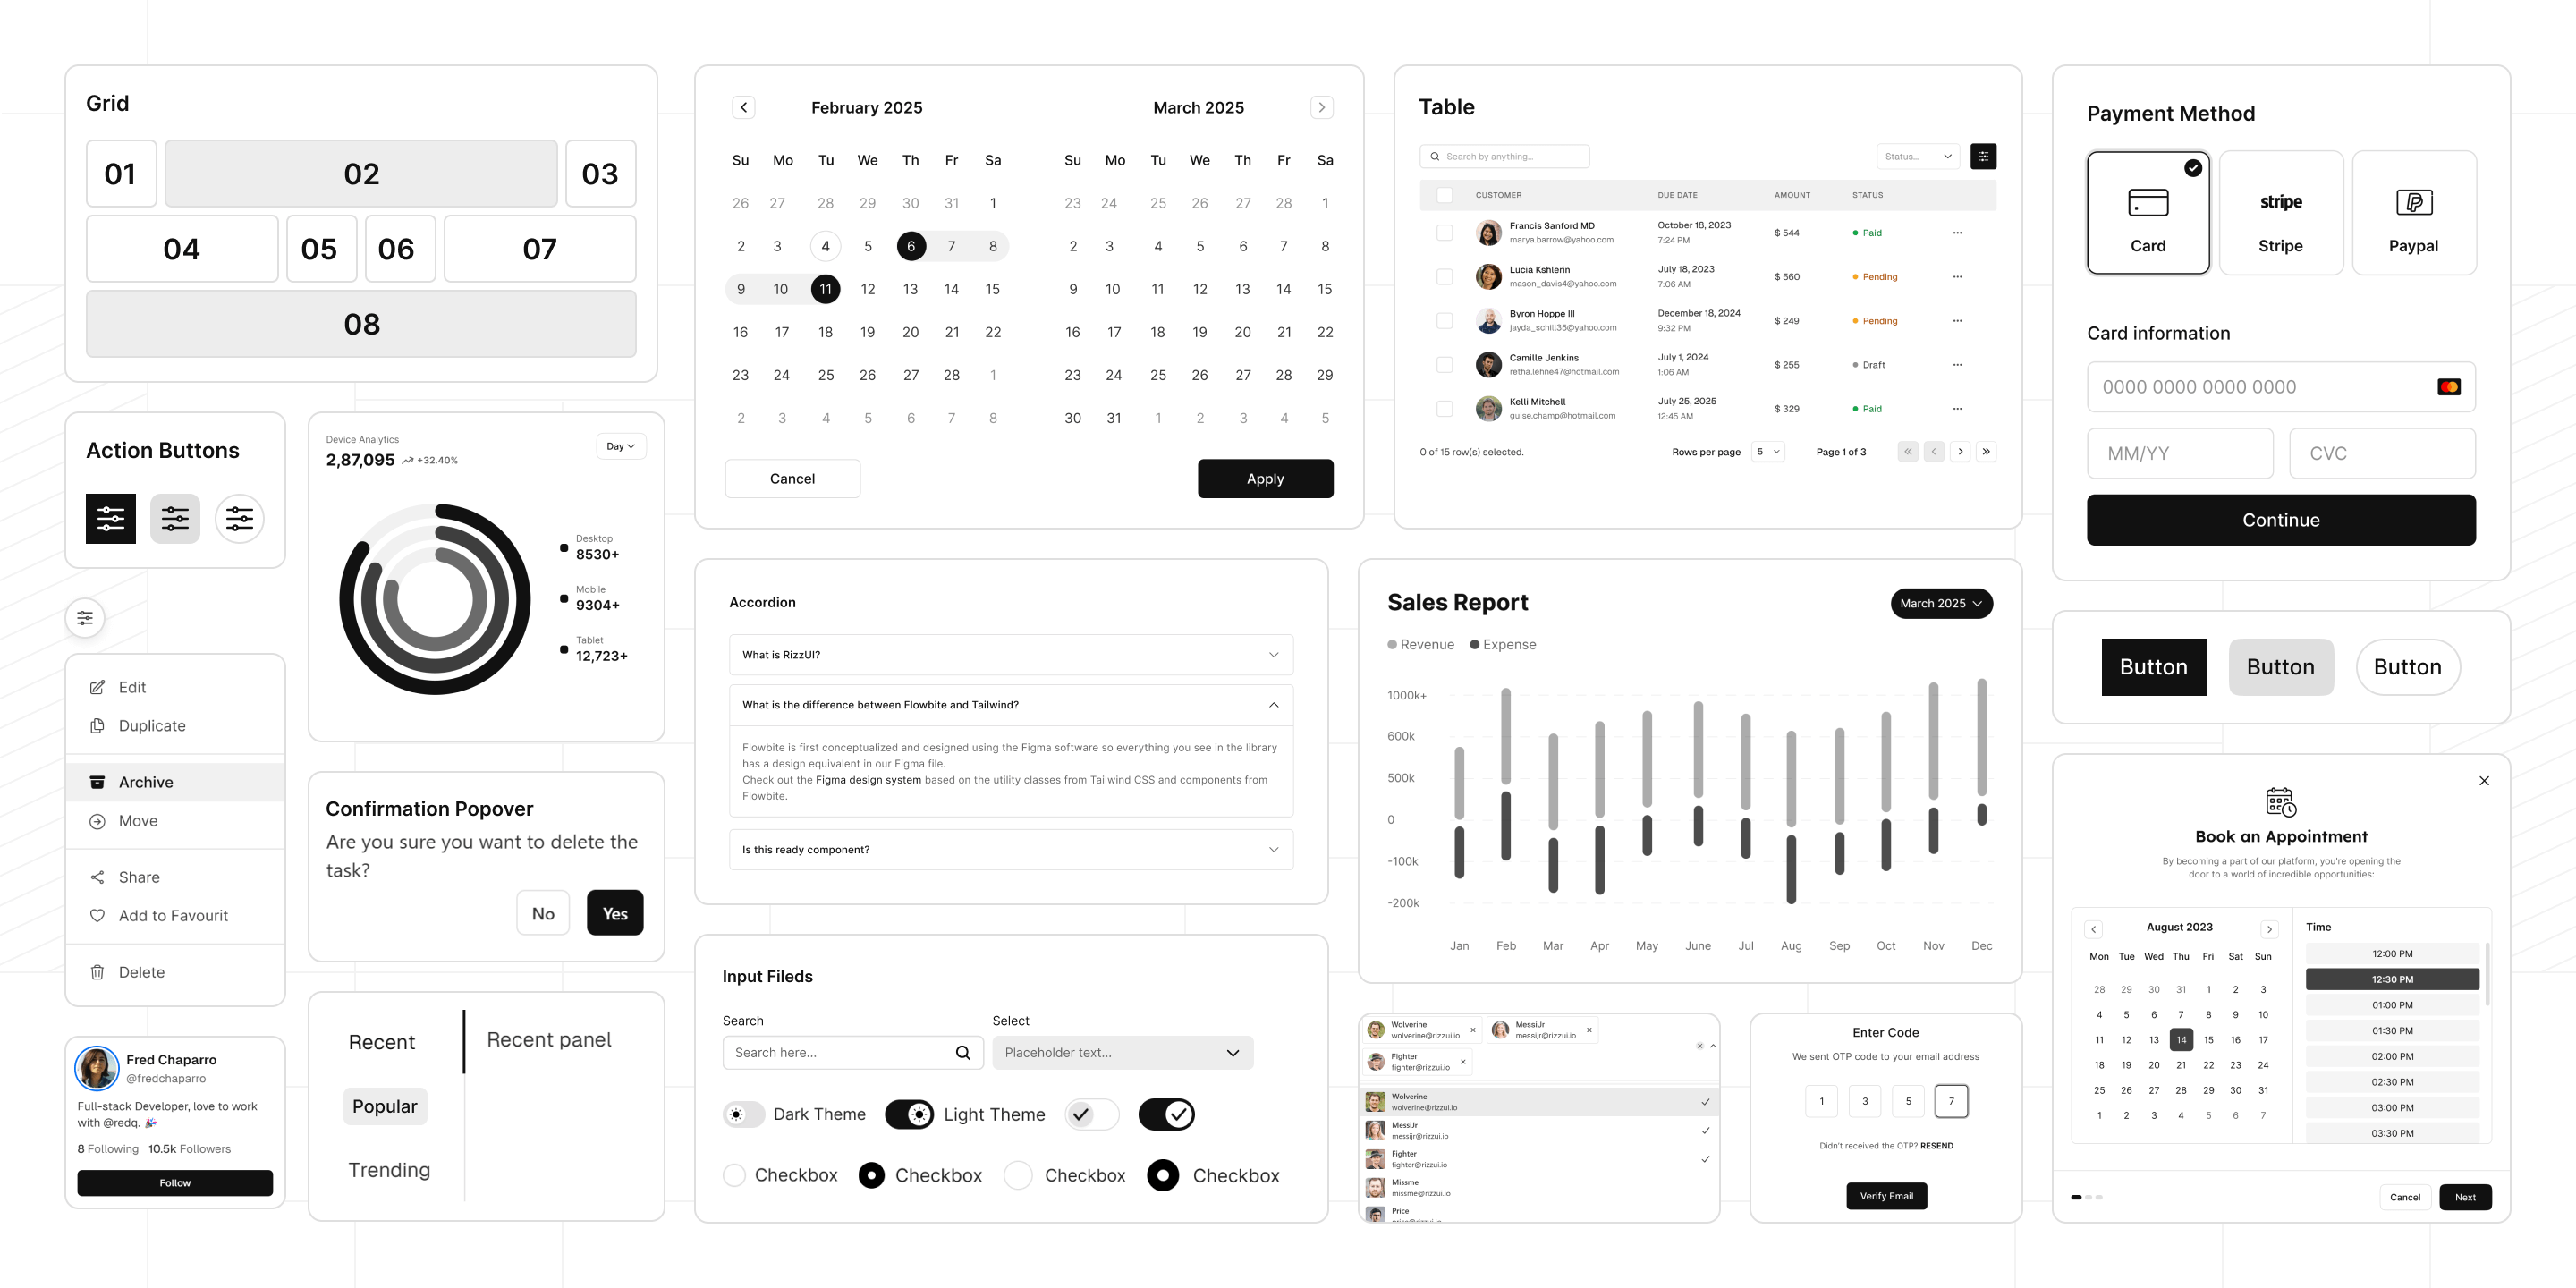 Grid
01 02 03
04 05 06 07
08
Action Buttons
Edit
Duplicate
Archive
Move
Share
Add to Favourit
Delete
Fred Chaparro
@fredchaparro
Full-stack Developer, love to work
with @redq. 🎉
8 Following 10.5k Followers
Follow
Device Analytics
2,87,095 +32.40%
Day
Desktop
8530+
Mobile
9304+
Tablet
12,723+
Confirmation Popover
Are you sure you want to delete the
task?
No Yes
Recent
Popular
Trending
Recent panel
February 2025
Su Mo Tu We Th Fr Sa
26 27 28 29 30 31 1
2 3 4 5 6 7 8
9 10 11 12 13 14 15
16 17 18 19 20 21 22
23 24 25 26 27 28 1
2 3 4 5 6 7 8
March 2025
Su Mo Tu We Th Fr Sa
23 24 25 26 27 28 1
2 3 4 5 6 7 8
9 10 11 12 13 14 15
16 17 18 19 20 21 22
23 24 25 26 27 28 29
30 31 1 2 3 4 5
Cancel Apply
Accordion
What is RizzUI?
What is the difference between Flowbite and Tailwind?
Flowbite is first conceptualized and designed using the Figma software so everything you see in the library
has a design equivalent in our Figma file.
Check out the Figma design system based on the utility classes from Tailwind CSS and components from
Flowbite.
Is this ready component?
Input Fileds
Search Select
Search here... Placeholder text...
Dark Theme Light Theme
Checkbox Checkbox Checkbox Checkbox
Table
Search by anything... Status...
CUSTOMER DUE DATE AMOUNT STATUS
Francis Sanford MD October 18, 2023 $ 544 Paid
marya.barrow@yahoo.com 7:24 PM
Lucia Kshlerin July 18, 2023 $ 560 Pending
mason_davis4@yahoo.com 7:06 AM
Byron Hoppe III December 18, 2024 $ 249 Pending
jayda_schill35@yahoo.com 9:32 PM
Camille Jenkins July 1, 2024 $ 255 Draft
retha.lehne47@hotmail.com 1:06 AM
Kelli Mitchell July 25, 2025 $ 329 Paid
guise.champ@hotmail.com 12:45 AM
0 of 15 row(s) selected. Rows per page 5 Page 1 of 3
Sales Report
March 2025
Revenue Expense
1000k+
600k
500k
0
-100k
-200k
Jan Feb Mar Apr May June Jul Aug Sep Oct Nov Dec
Wolverine
wolverine@rizzui.io
MessiJr
messijr@rizzui.io
Fighter
fighter@rizzui.io
Wolverine
wolverine@rizzui.io
MessiJr
messijr@rizzui.io
Fighter
fighter@rizzui.io
Missme
missme@rizzui.io
Price
Enter Code
We sent OTP code to your email address
1 3 5 7
Didn't received the OTP? RESEND
Verify Email
Payment Method
stripe
Card Stripe Paypal
Card information
0000 0000 0000 0000
MM/YY CVC
Continue
Button Button Button
Book an Appointment
By becoming a part of our platform, you're opening the
door to a world of incredible opportunities:
August 2023
Mon Tue Wed Thu Fri Sat Sun
28 29 30 31 1 2 3
4 5 6 7 8 9 10
11 12 13 14 15 16 17
18 19 20 21 22 23 24
25 26 27 28 29 30 31
1 2 3 4 5 6 7
Time
12:00 PM
12:30 PM
01:00 PM
01:30 PM
02:00 PM
02:30 PM
03:00 PM
03:30 PM
Cancel Next